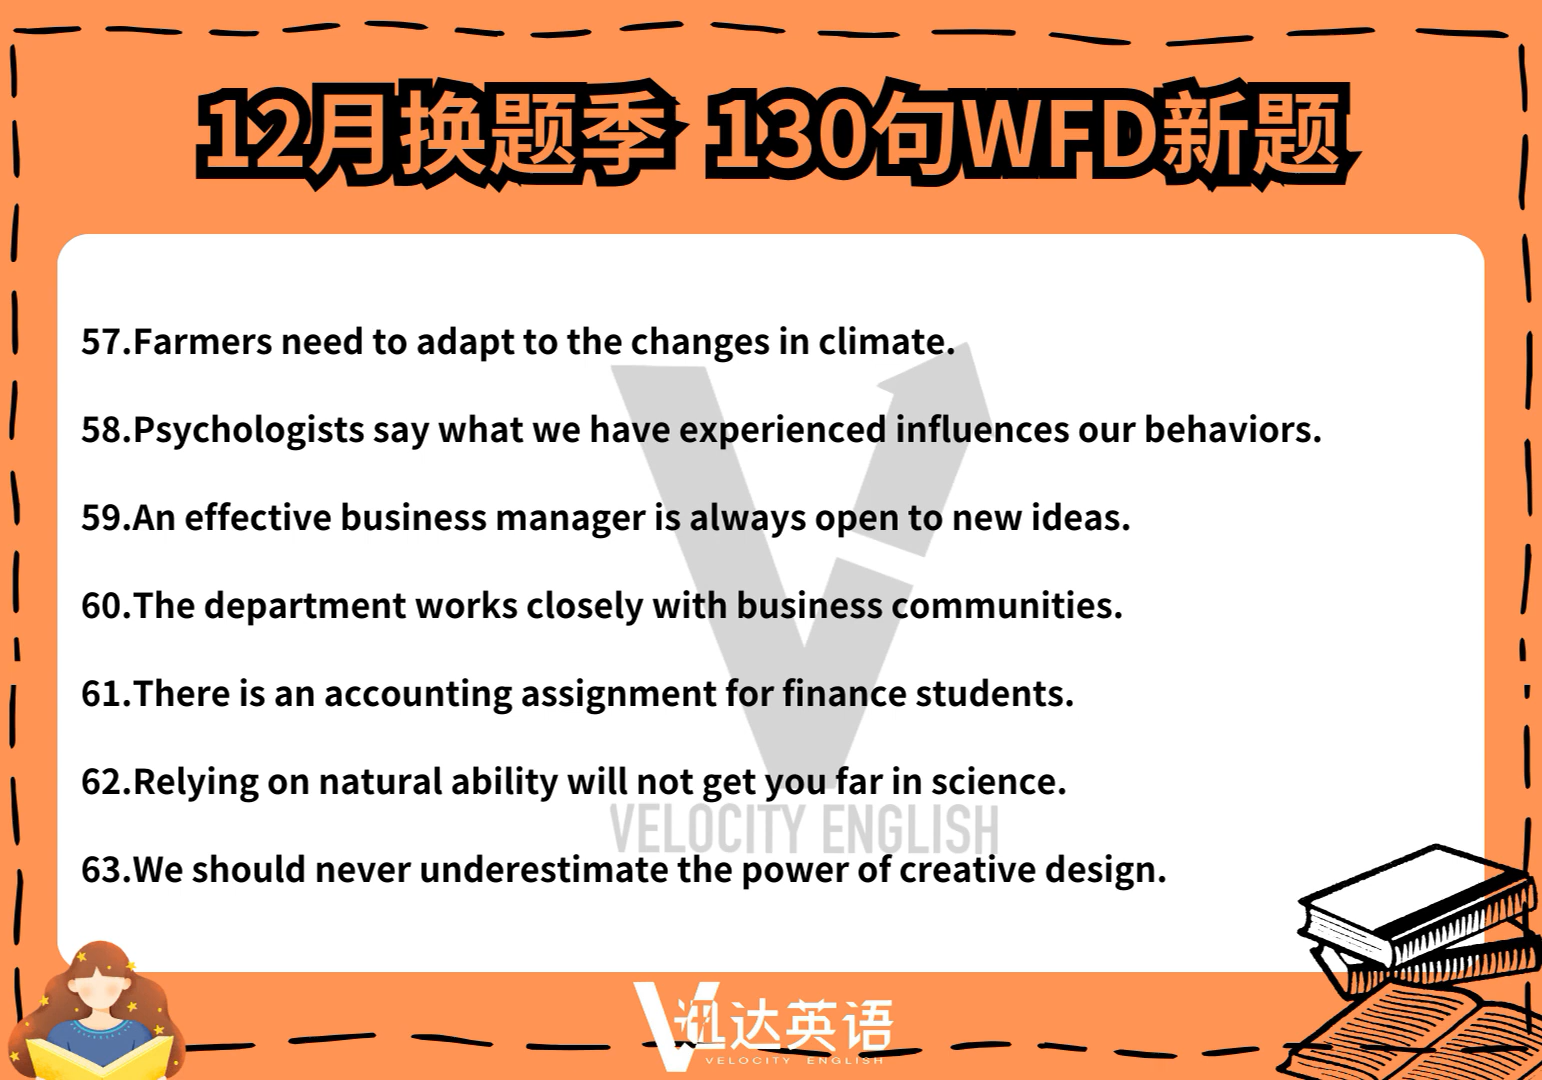 12月换题季 130句WFD新题
57.Farmers need to adapt to the changes in climate.
58.Psychologists say what we have experienced influences our behaviors.
59.An effective business manager is always open to new ideas.
60.The department works closely with business communities.
61.There is an accounting assignment for finance students.
62.Relying on natural ability will not get you far in science.
VELOCITY ENGLISH
63.We should never underestimate the power of creative design.
迅达英语
VELOCITY ENGLISH